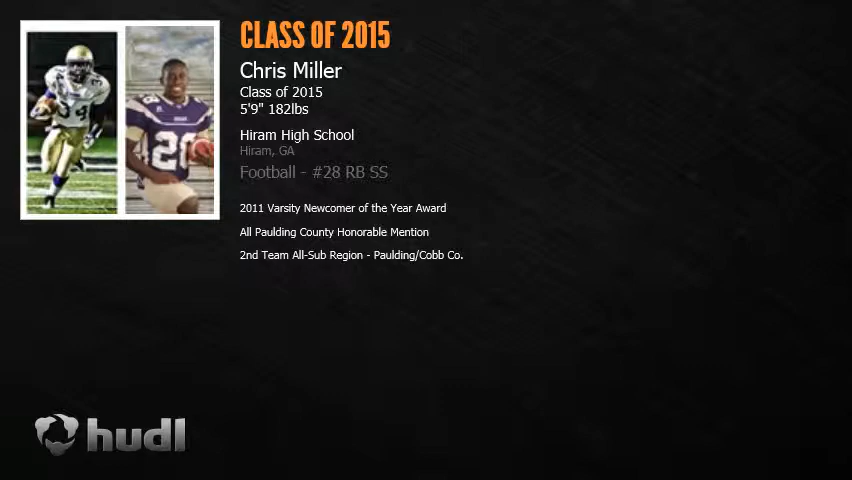 CLASS OF 2015
Chris Miller
Class of 2015
5'9" 182lbs
Hiram High School
Hiram, GA
Football - #28 RB SS
2011 Varsity Newcomer of the Year Award
All Paulding County Honorable Mention
2nd Team All-Sub Region - Paulding/Cobb Co.
34
28
hudl